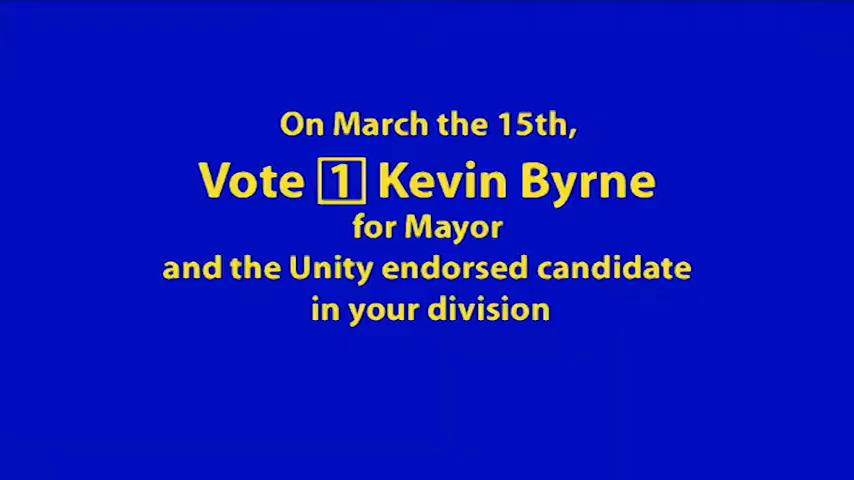 On March the 15th,
Vote 1 Kevin Byrne
for Mayor
and the Unity endorsed candidate
in your division